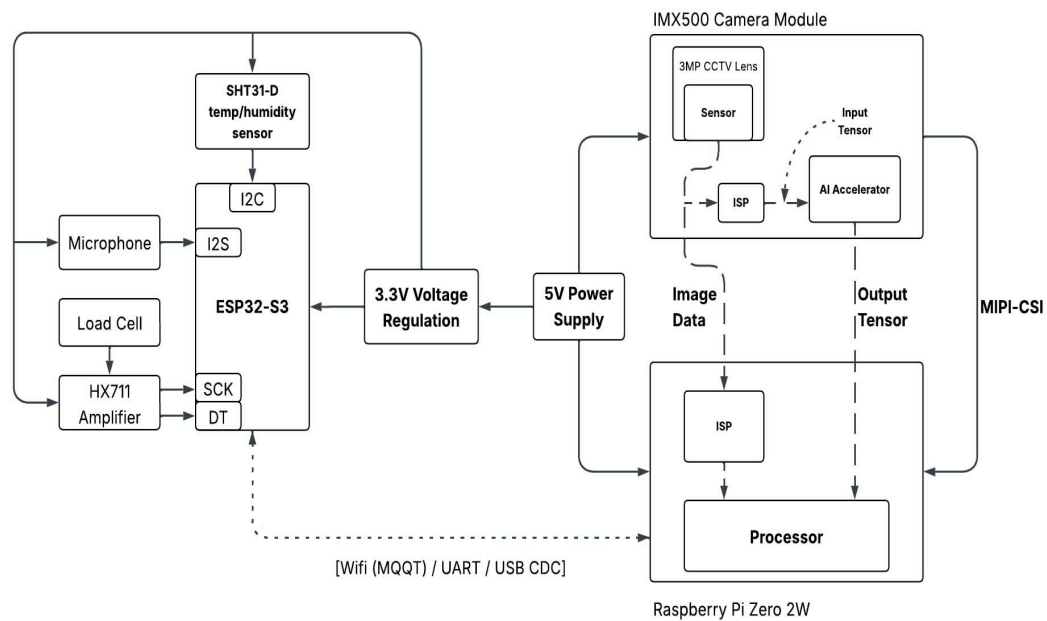 IMX500 Camera Module
3MP CCTV Lens
Sensor
Input
Tensor
ISP
AI Accelerator
SHT31-D
temp/humidity
sensor
I2C
Microphone
I2S
ESP32-S3
Load Cell
HX711
Amplifier
SCK
DT
3.3V Voltage
Regulation
5V Power
Supply
Image
Data
Output
Tensor
MIPI-CSI
ISP
Processor
[Wifi (MQQT) / UART / USB CDC]
Raspberry Pi Zero 2W